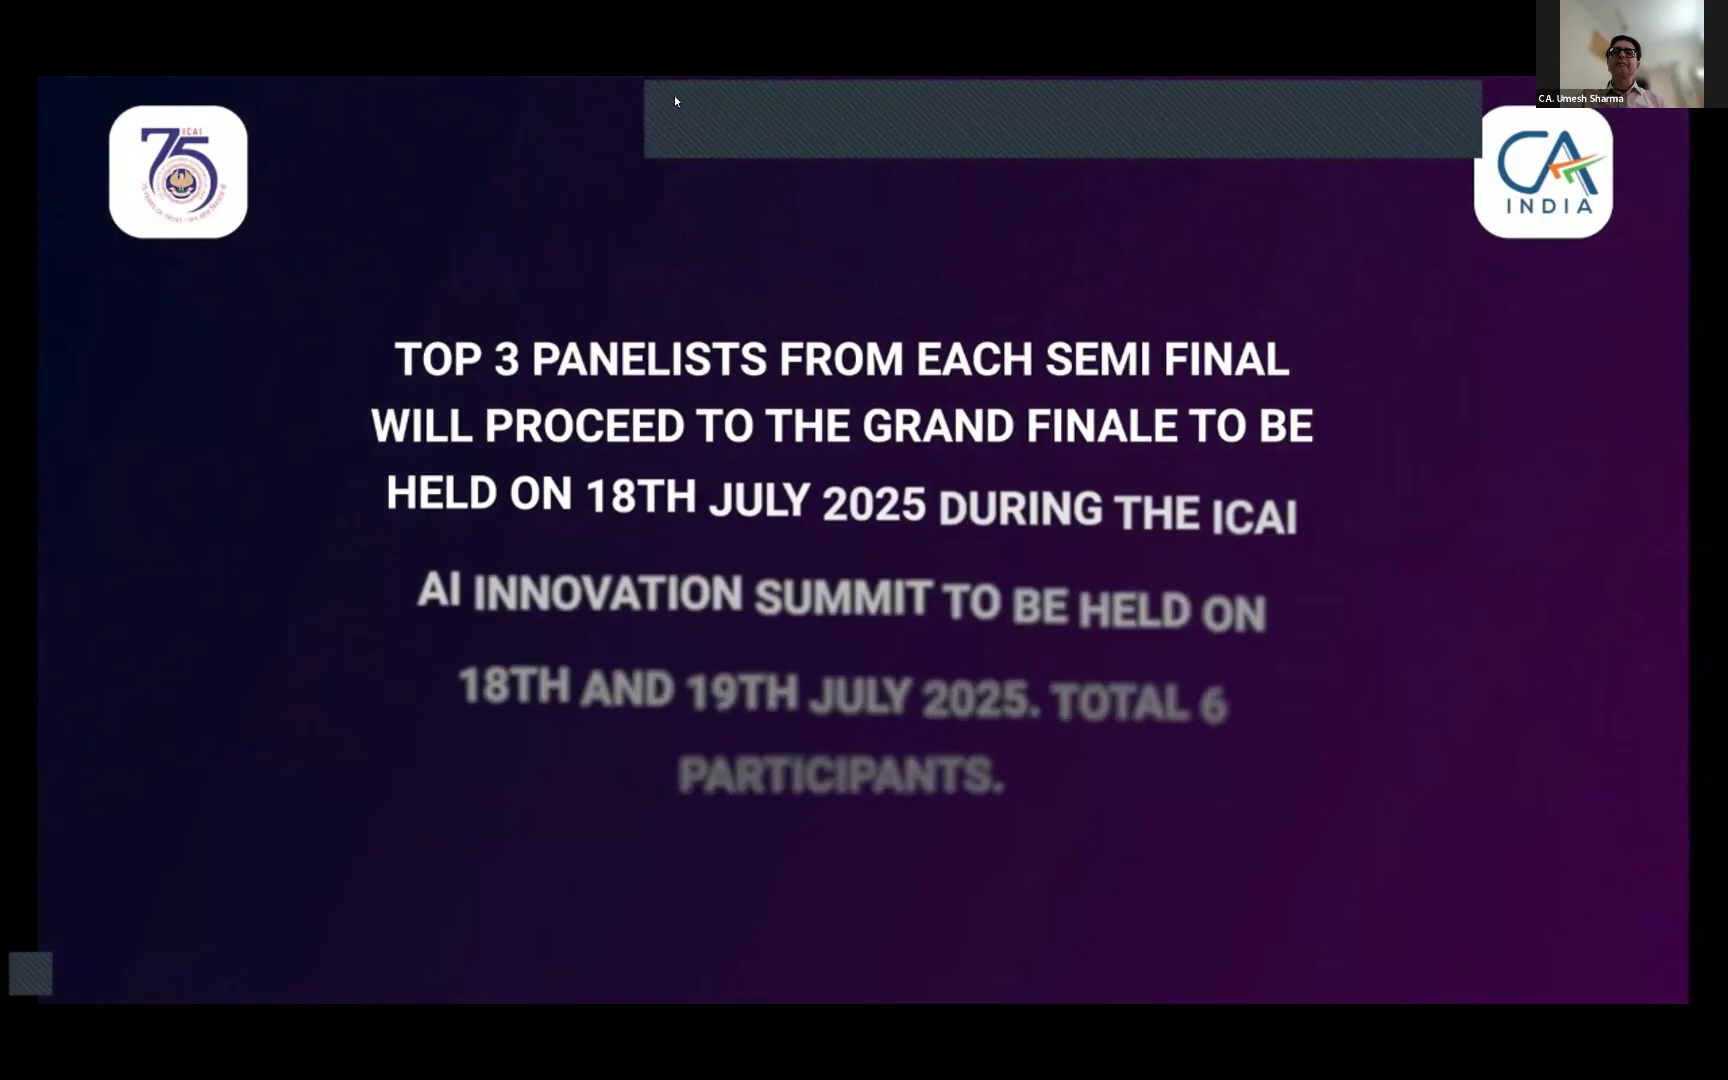 CA. Umesh Sharma
75
ICAI
CA
INDIA
TOP 3 PANELISTS FROM EACH SEMI FINAL
WILL PROCEED TO THE GRAND FINALE TO BE
HELD ON 18TH JULY 2025 DURING THE ICAI
AI INNOVATION SUMMIT TO BE HELD ON
18TH AND 19TH JULY 2025. TOTAL 6
PARTICIPANTS.